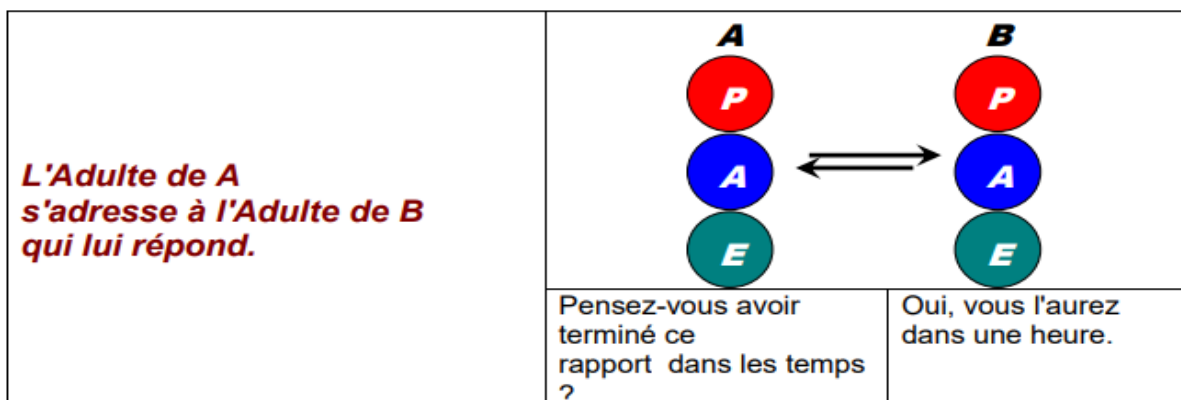 L'Adulte de A
s'adresse à l'Adulte de B
qui lui répond.
A B
P P
A A
E E
Pensez-vous avoir
terminé ce
rapport dans les temps
?
Oui, vous l'aurez
dans une heure.